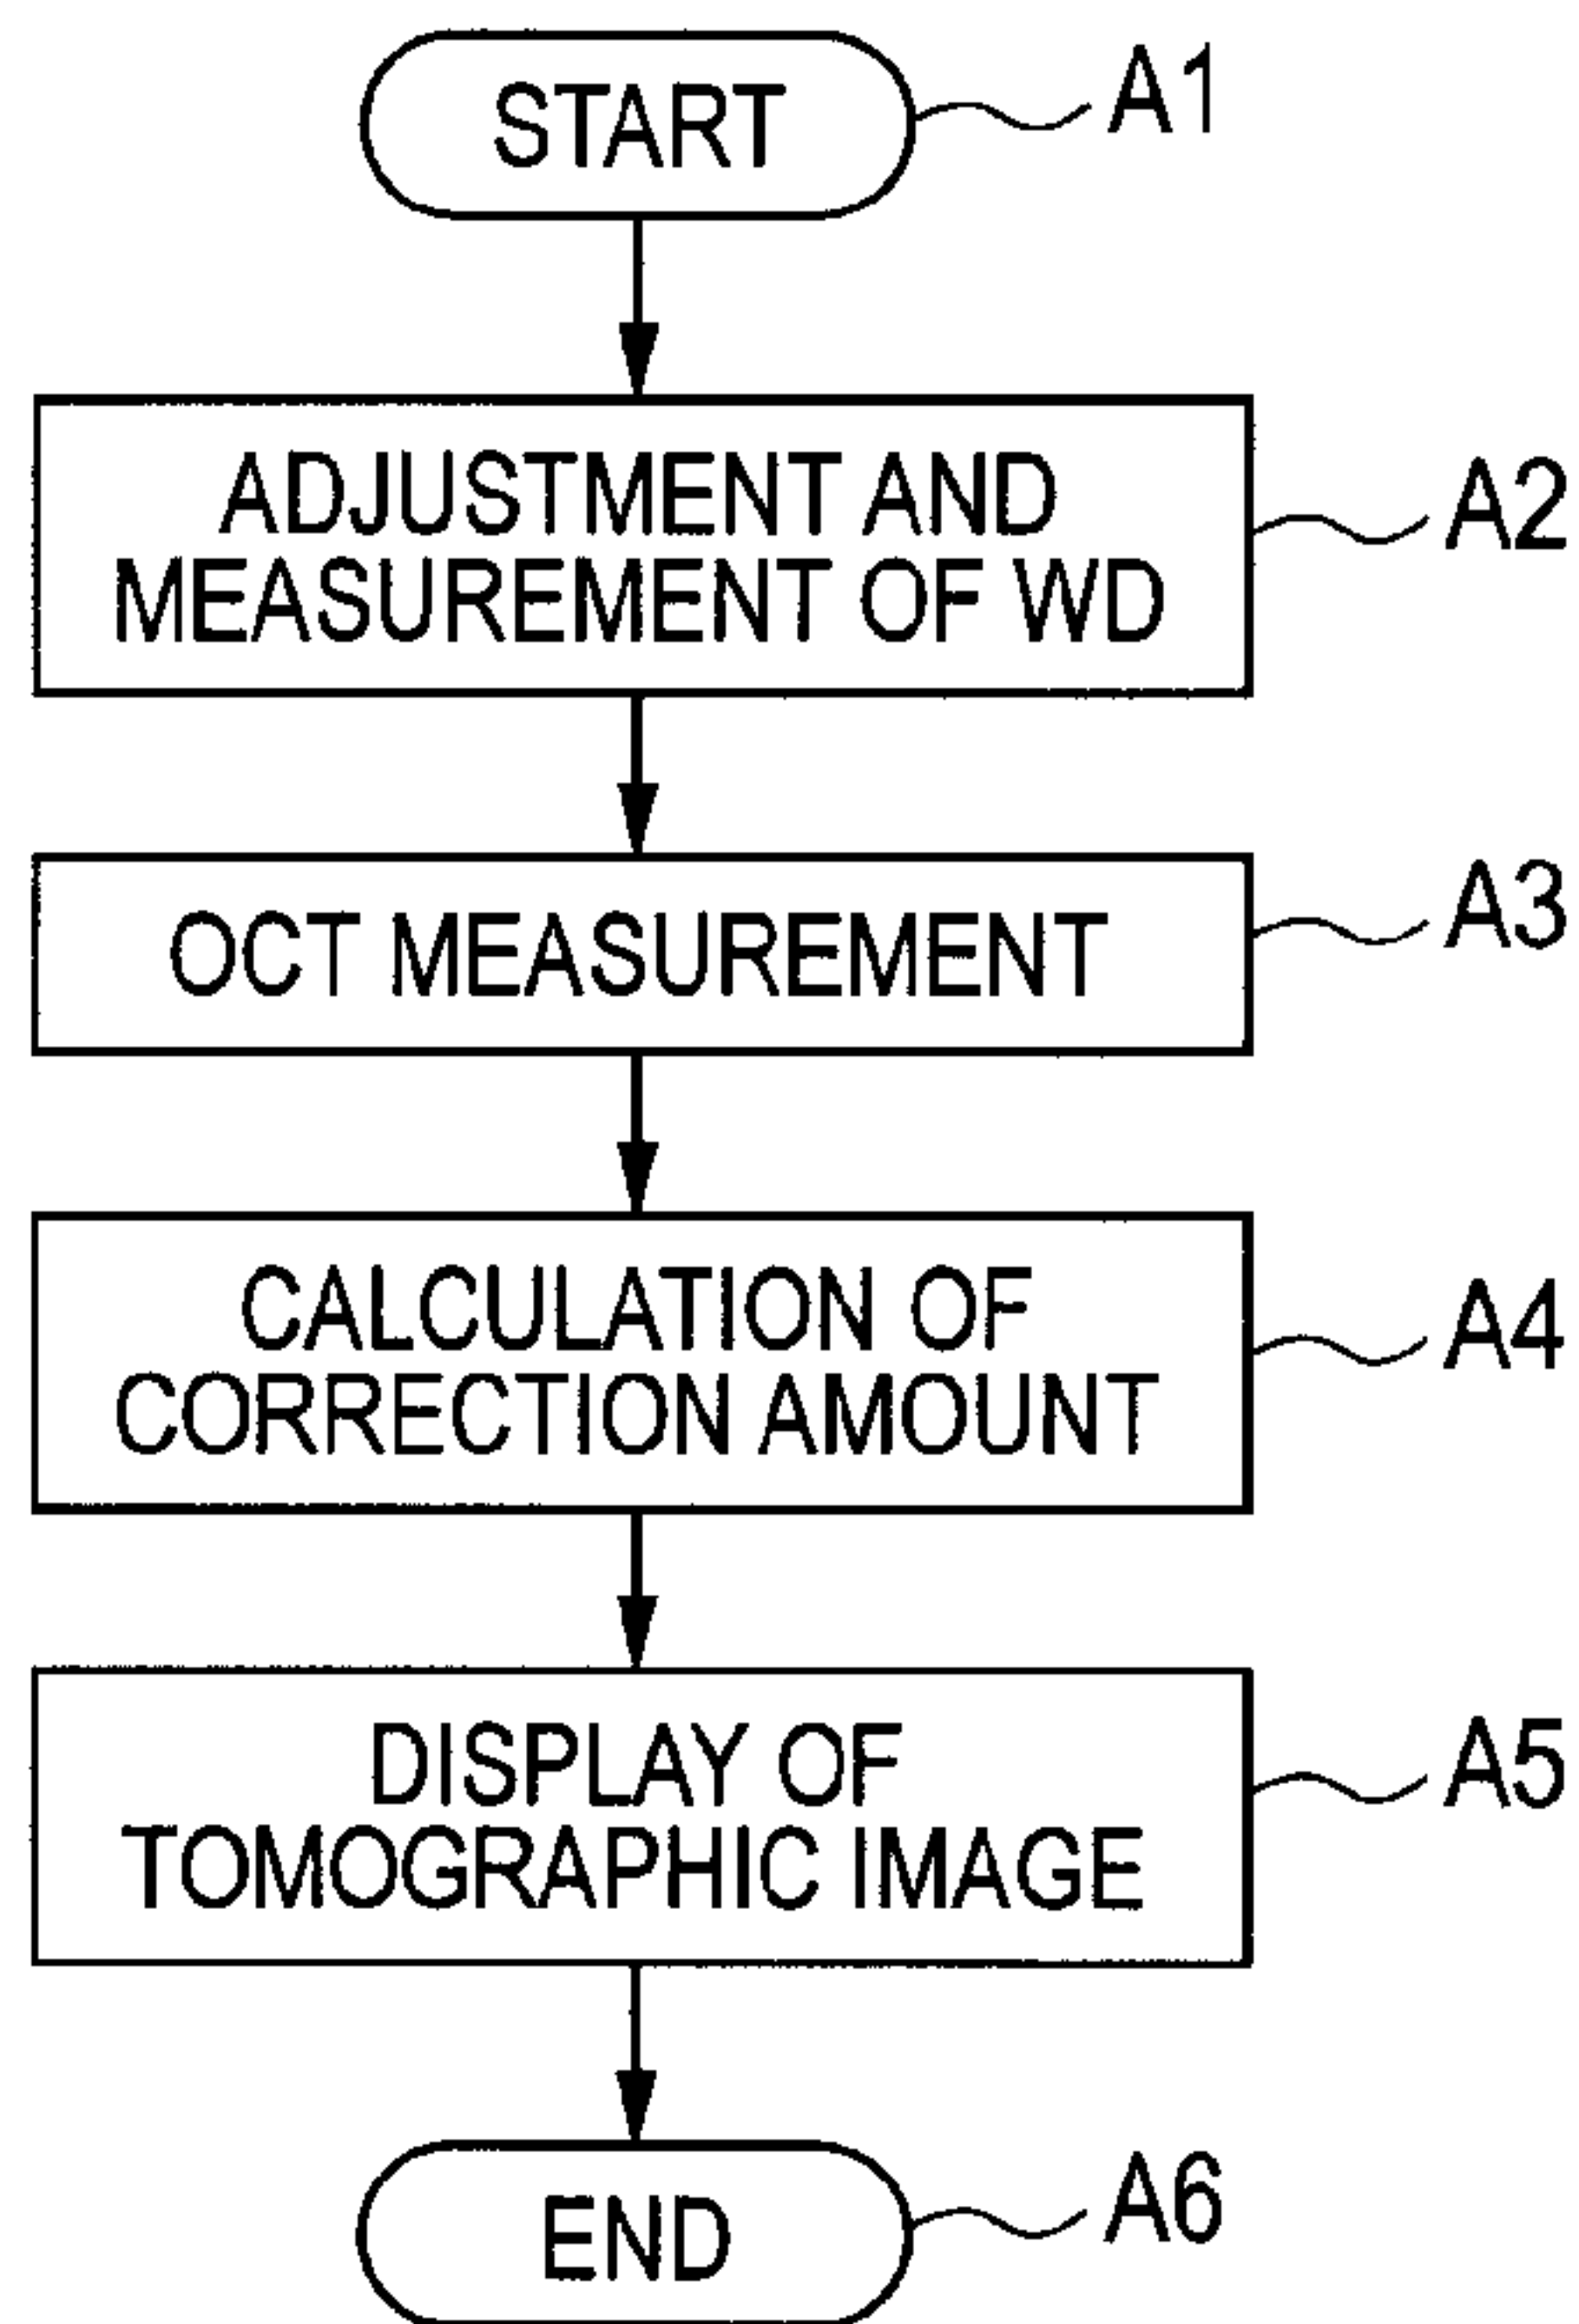 START
A1
ADJUSTMENT AND
MEASUREMENT OF WD
A2
OCT MEASUREMENT
A3
CALCULATION OF
CORRECTION AMOUNT
A4
DISPLAY OF
TOMOGRAPHIC IMAGE
A5
END
A6